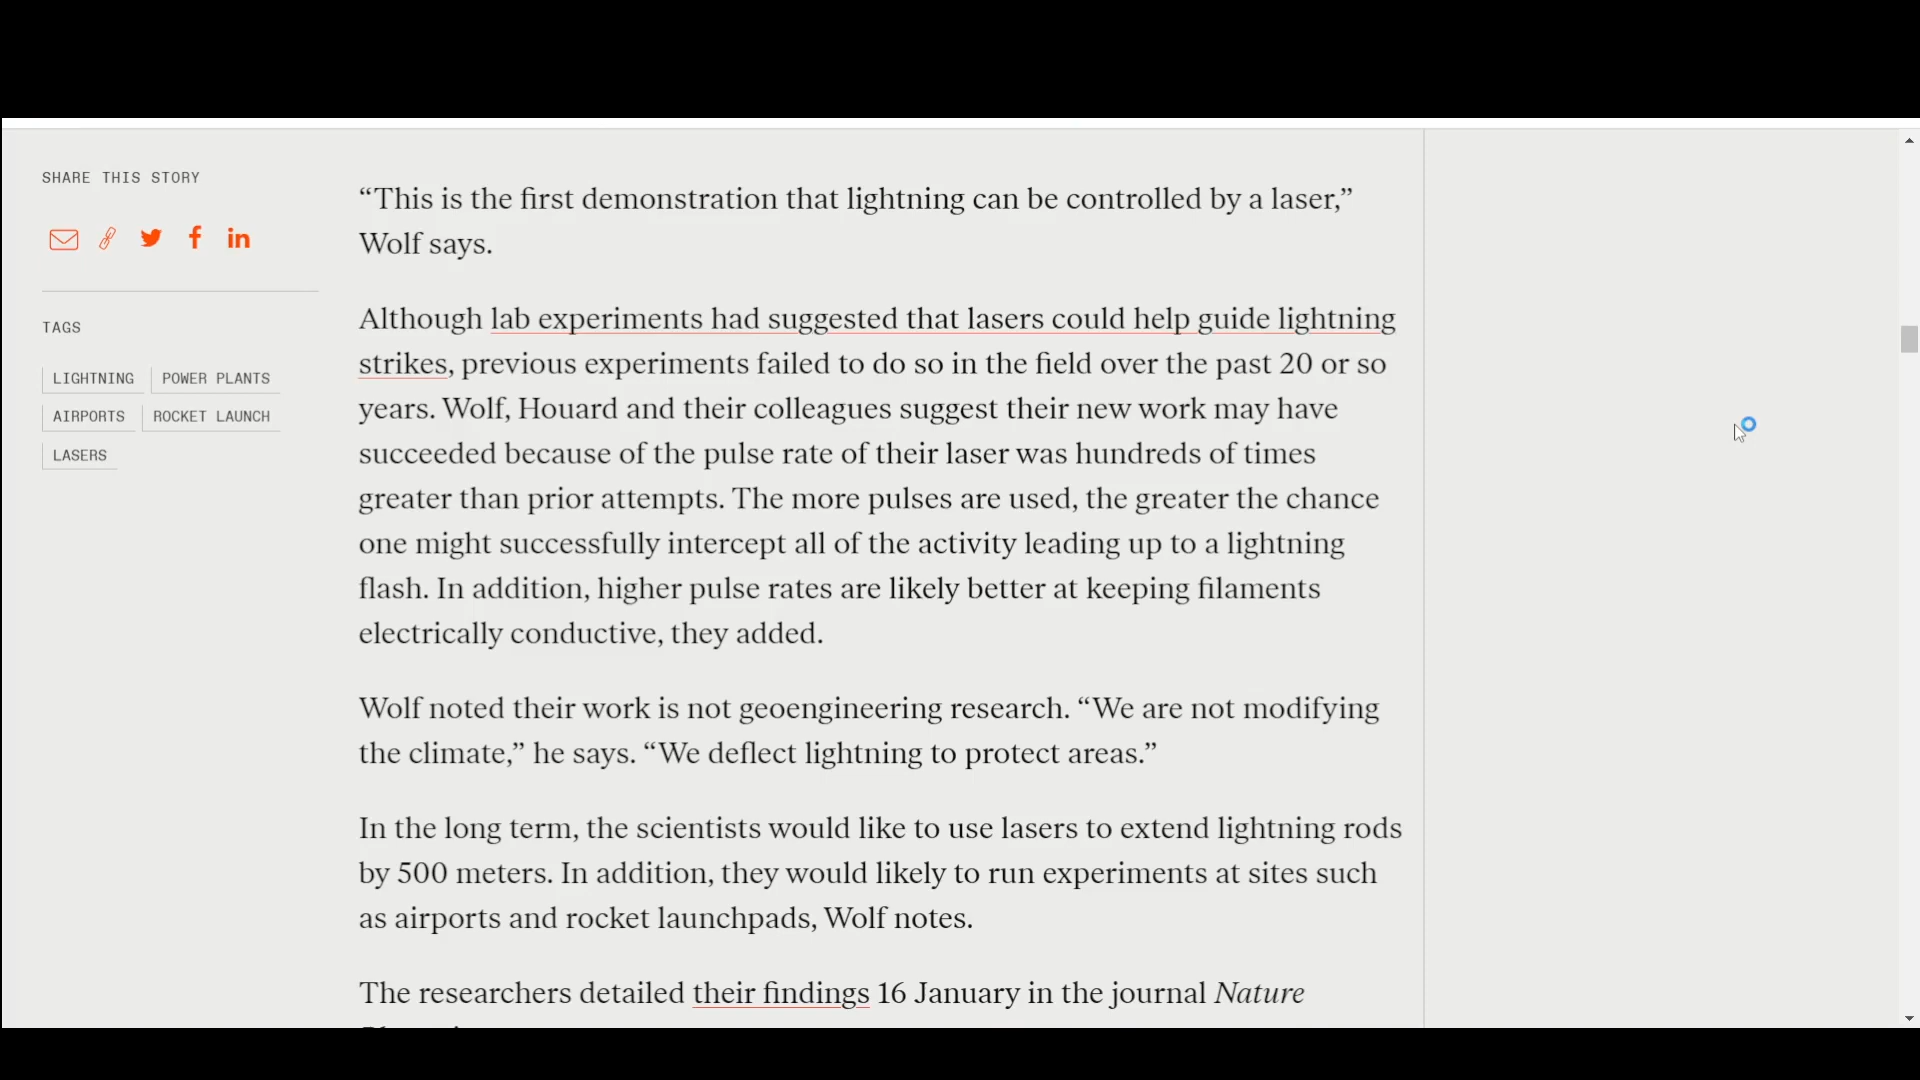 SHARE THIS STORY
TAGS
LIGHTNING
POWER PLANTS
AIRPORTS
ROCKET LAUNCH
LASERS
“This is the first demonstration that lightning can be controlled by a laser,”
Wolf says.
Although lab experiments had suggested that lasers could help guide lightning
strikes, previous experiments failed to do so in the field over the past 20 or so
years. Wolf, Houard and their colleagues suggest their new work may have
succeeded because of the pulse rate of their laser was hundreds of times
greater than prior attempts. The more pulses are used, the greater the chance
one might successfully intercept all of the activity leading up to a lightning
flash. In addition, higher pulse rates are likely better at keeping filaments
electrically conductive, they added.
Wolf noted their work is not geoengineering research. “We are not modifying
the climate,” he says. “We deflect lightning to protect areas.”
In the long term, the scientists would like to use lasers to extend lightning rods
by 500 meters. In addition, they would likely to run experiments at sites such
as airports and rocket launchpads, Wolf notes.
The researchers detailed their findings 16 January in the journal Nature